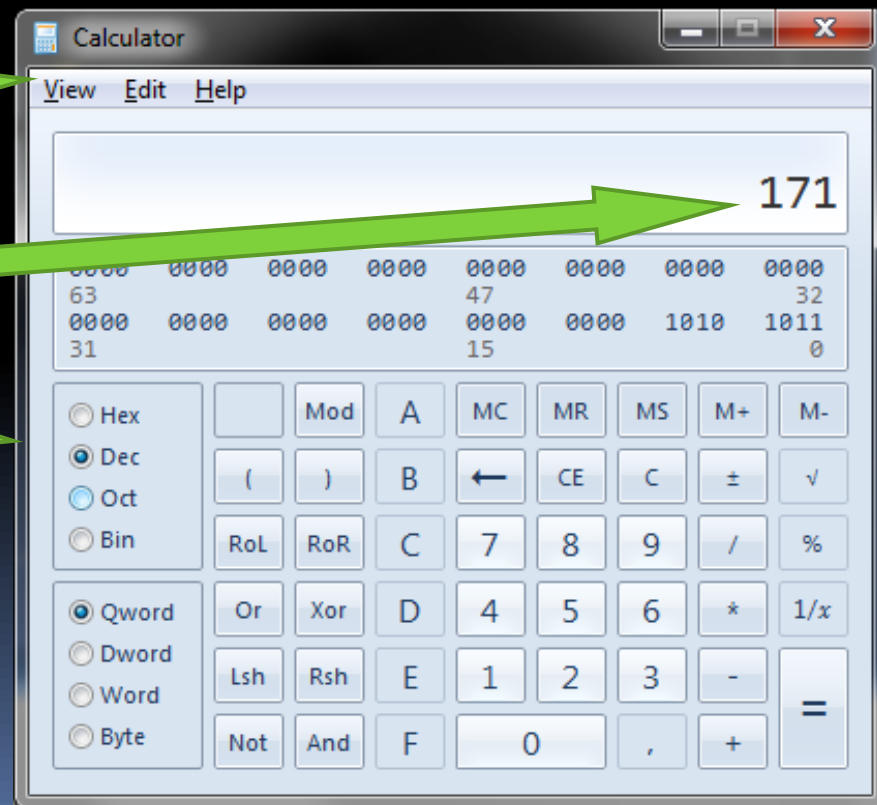 Calculator
View Edit Help
171
0000 0000 0000 0000 0000 0000 0000 0000
63 47 32
0000 0000 0000 0000 0000 0000 1010 1011
31 15 0
Hex Mod A MC MR MS M+ M-
Dec ( ) B ← CE C ± √
Oct
Bin RoL RoR C 7 8 9 / %
Qword Or Xor D 4 5 6 * 1/x
Dword
Word Lsh Rsh E 1 2 3 - =
Byte Not And F 0 , +